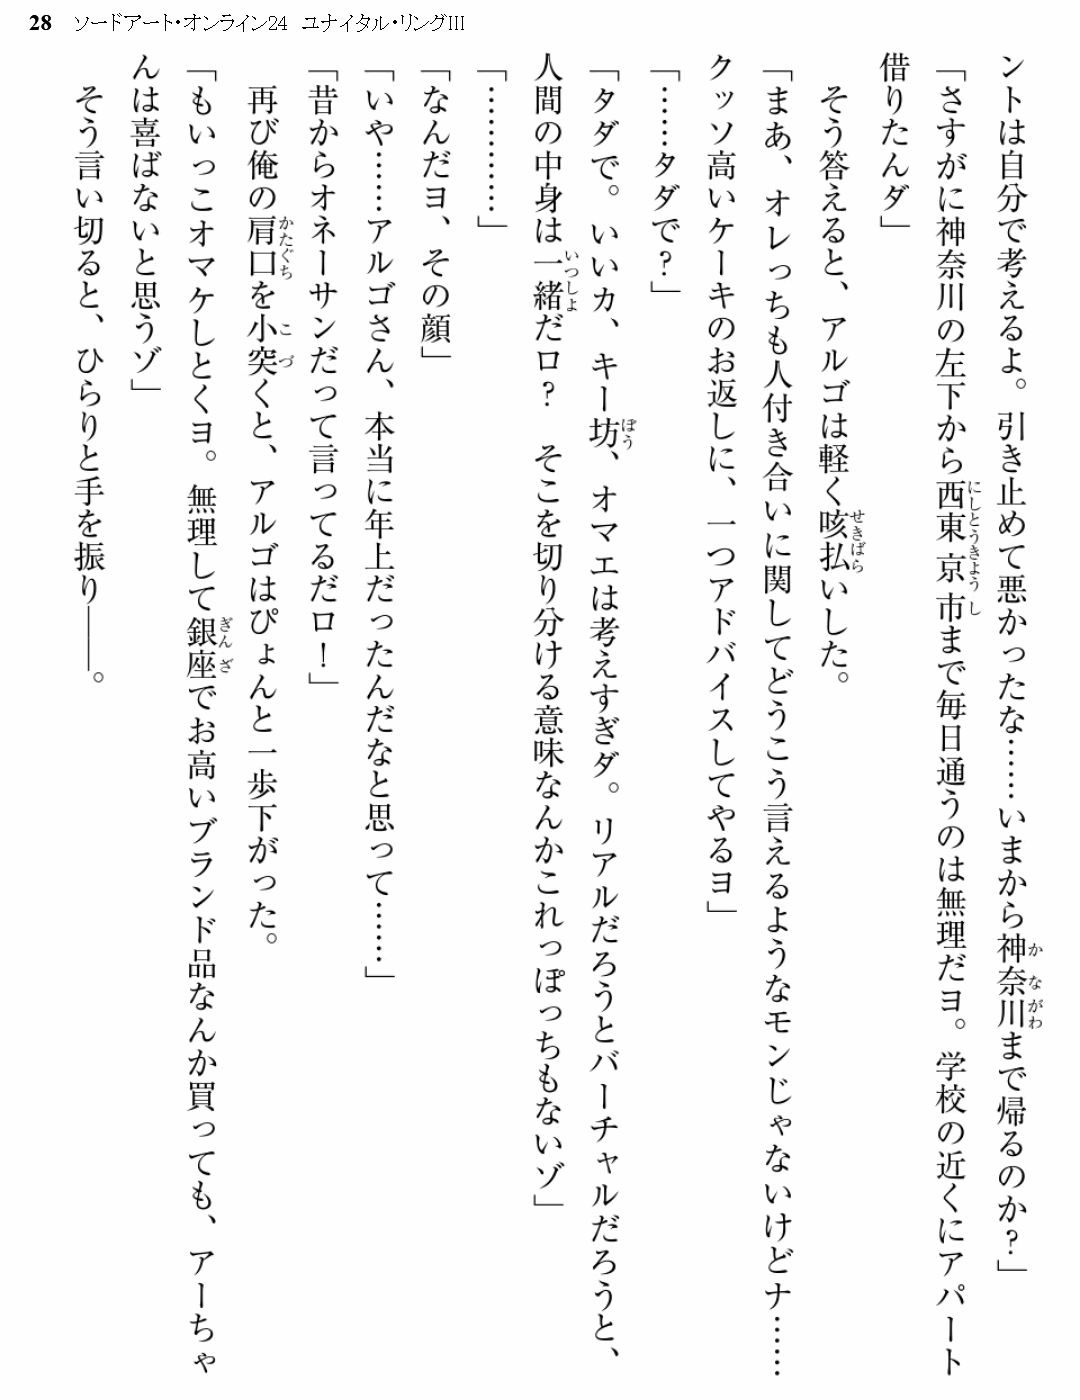 28 ソードアート・オンライン24 ユナイタル・リングIII
ントは自分で考えるよ。引き止めて悪かったな……いまから神奈川まで帰るのか?」
「さすがに神奈川の左下から西東京市まで毎日通うのは無理だヨ。学校の近くにアパート
借りたんダ」
そう答えると、アルゴは軽く咳払いした。
「まあ、オレっちも人付き合いに関してどうこう言えるようなモンじゃないけどナ……
クッソ高いケーキのお返しに、一つアドバイスしてやるヨ」
「……タダで?」
「タダで。いいカ、キー坊、オマエは考えすぎダ。リアルだろうとバーチャルだろうと、
人間の中身は一緒だロ? そこを切り分ける意味なんかこれっぽっちもないゾ」
「…………」
「なんだヨ、その顔」
「いや……アルゴさん、本当に年上だったんだなと思って……」
「昔からオネーサンだって言ってるだロ!」
再び俺の肩口を小突くと、アルゴはぴょんと一歩下がった。
「もいっこオマケしとくヨ。無理して銀座でお高いブランド品なんか買っても、アーちゃ
んは喜ばないと思うゾ」
そう言い切ると、ひらりと手を振り――。